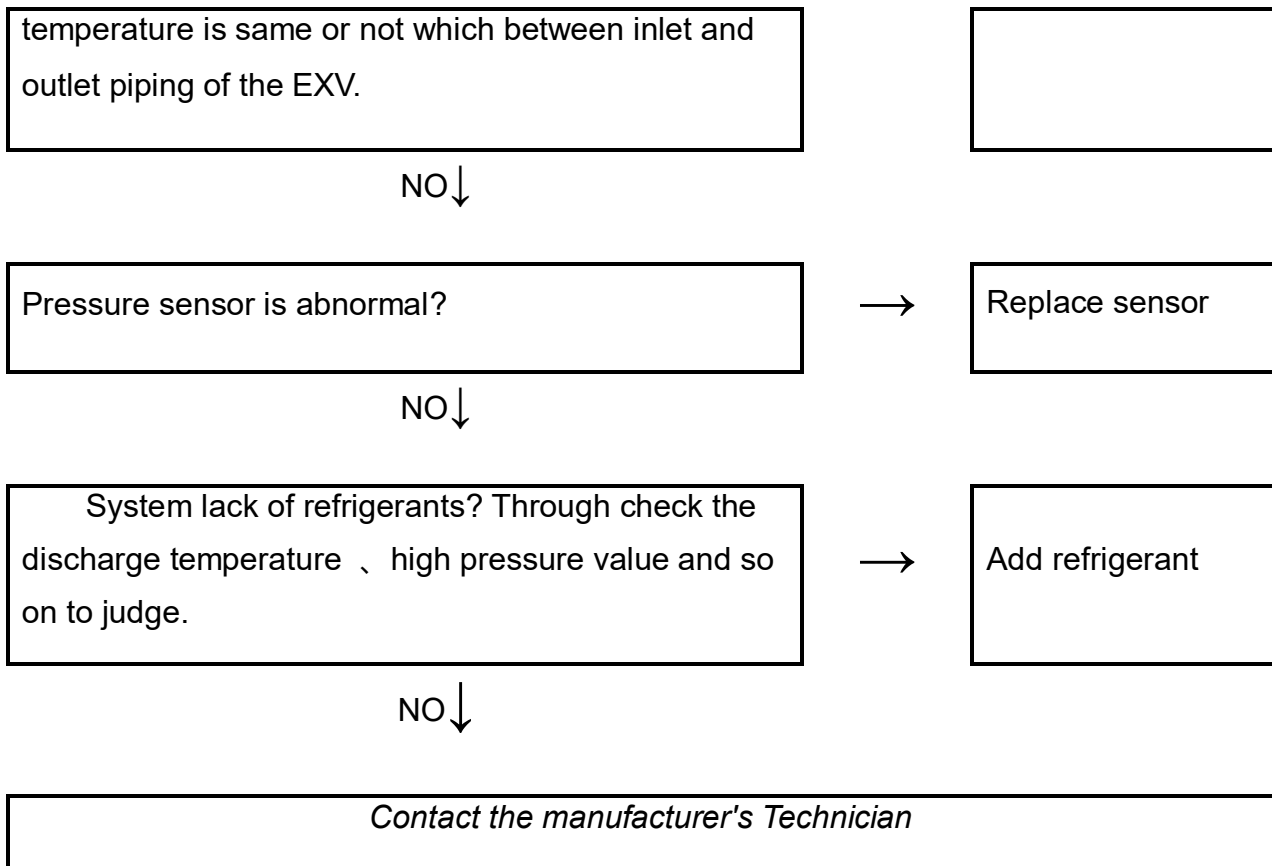 temperature is same or not which between inlet and
outlet piping of the EXV.
NO↓
Pressure sensor is abnormal?
→
Replace sensor
NO↓
System lack of refrigerants? Through check the
discharge temperature 、high pressure value and so
on to judge.
→
Add refrigerant
NO↓
Contact the manufacturer's Technician